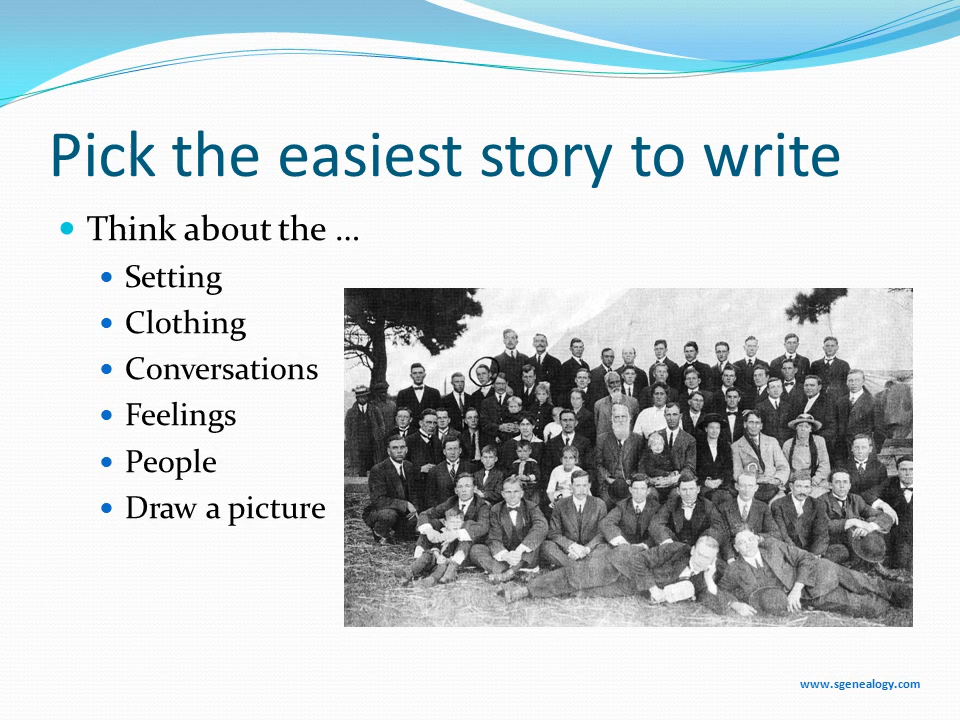 Pick the easiest story to write
Think about the ...
Setting
Clothing
Conversations
Feelings
People
Draw a picture
www.sgenealogy.com